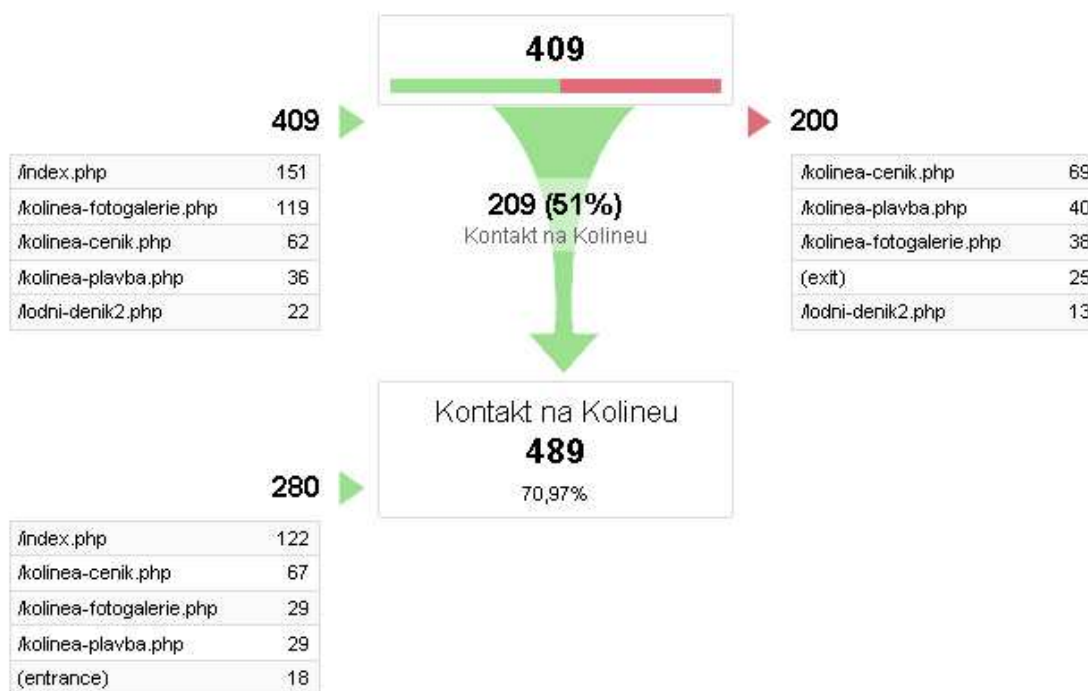 409
409
200
/index.php 151
/kolinea-fotogalerie.php 119
/kolinea-cenik.php 62
/kolinea-plavba.php 36
/lodni-denik2.php 22
209 (51%)
Kontakt na Kolineu
/kolinea-cenik.php 69
/kolinea-plavba.php 40
/kolinea-fotogalerie.php 38
(exit) 25
/lodni-denik2.php 13
Kontakt na Kolineu
489
70,97%
280
/index.php 122
/kolinea-cenik.php 67
/kolinea-fotogalerie.php 29
/kolinea-plavba.php 29
(entrance) 18